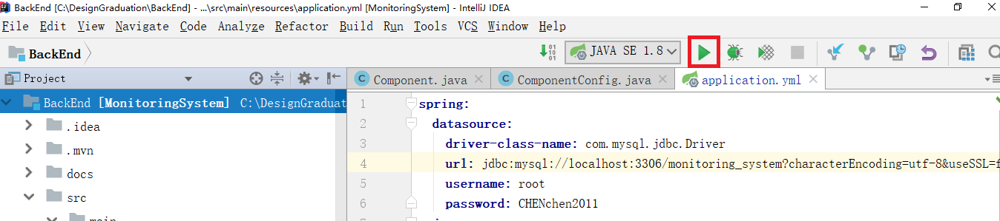 BackEnd [C:\DesignGraduation\BackEnd] - ...\src\main\resources\application.yml [MonitoringSystem] - IntelliJ IDEA
File Edit View Navigate Code Analyze Refactor Build Run Tools VCS Window Help
BackEnd JAVA SE 1.8
Project Component.java ComponentConfig.java application.yml
BackEnd [MonitoringSystem] C:\DesignGraduat
.idea
.mvn
docs
src
main
1 spring:
2 datasource:
3 driver-class-name: com.mysql.jdbc.Driver
4 url: jdbc:mysql://localhost:3306/monitoring_system?characterEncoding=utf-8&useSSL=f
5 username: root
6 password: CHENchen2011